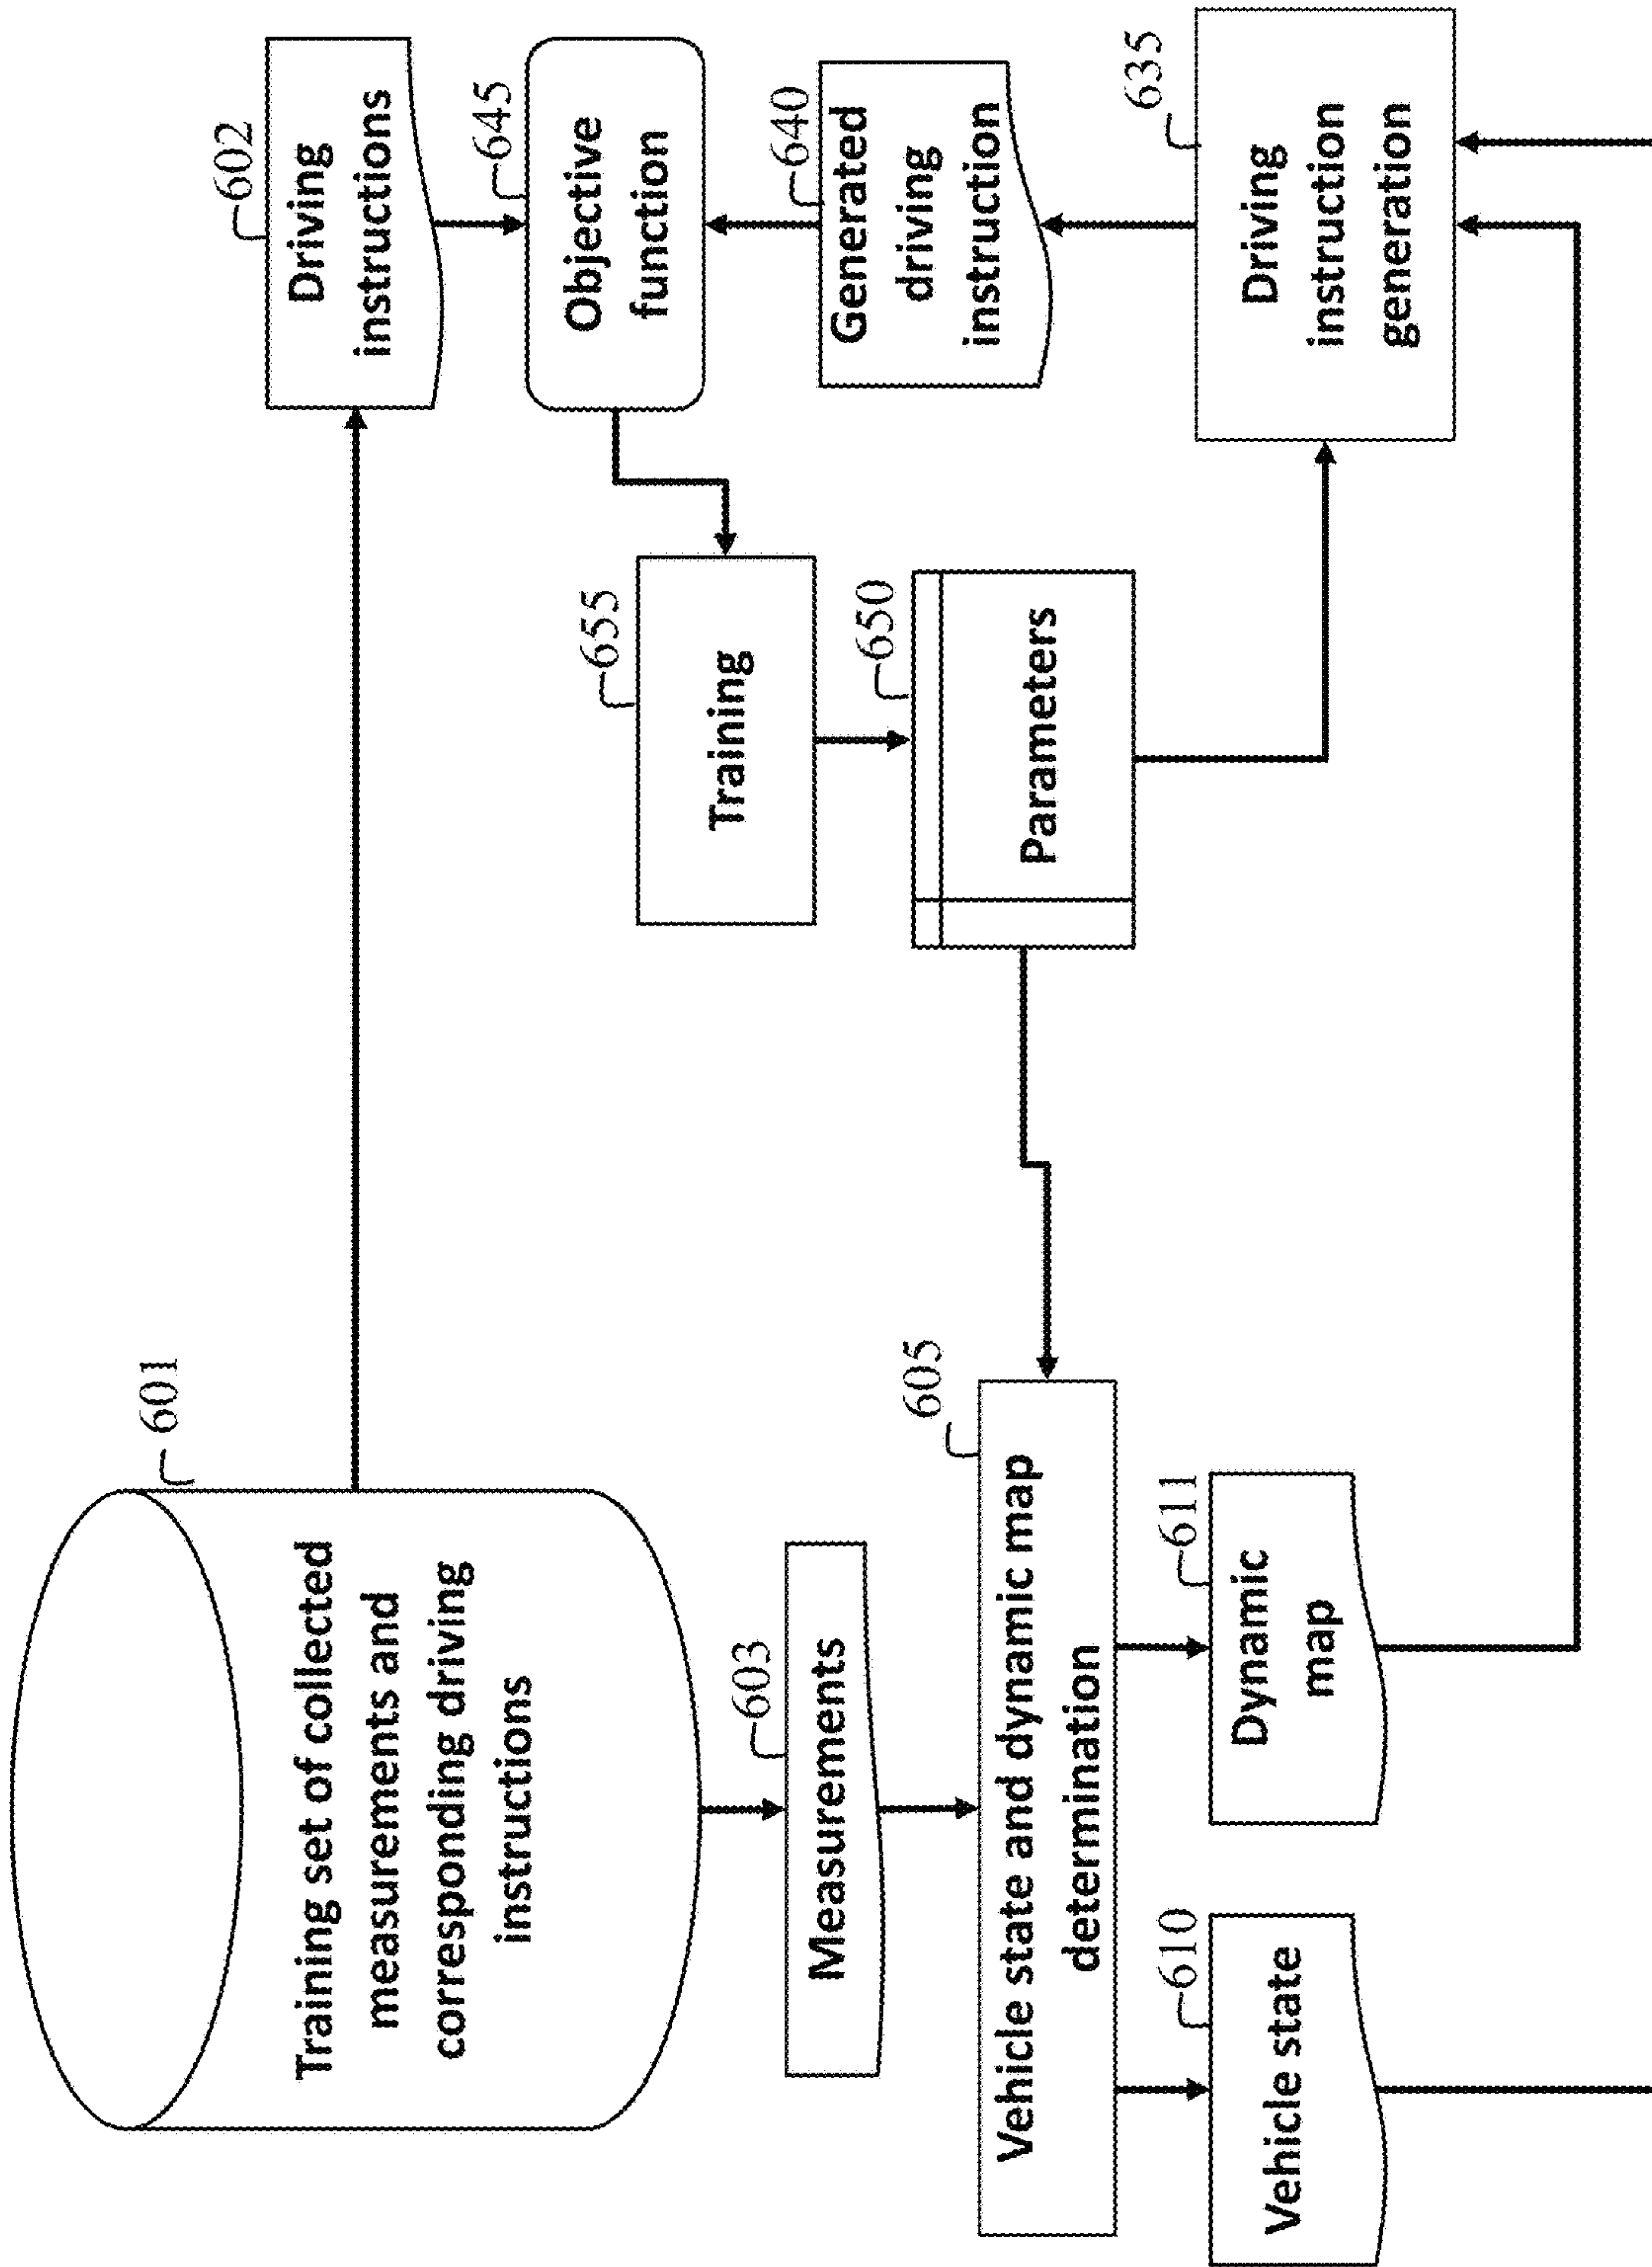 601
Training set of collected
measurements and
corresponding driving
instructions
602
Driving
instructions
603
Measurements
645
Objective
function
655
Training
640
Generated
driving
instruction
650
Parameters
605
Vehicle state and dynamic map
determination
635
Driving
instruction
generation
610
Vehicle state
611
Dynamic
map